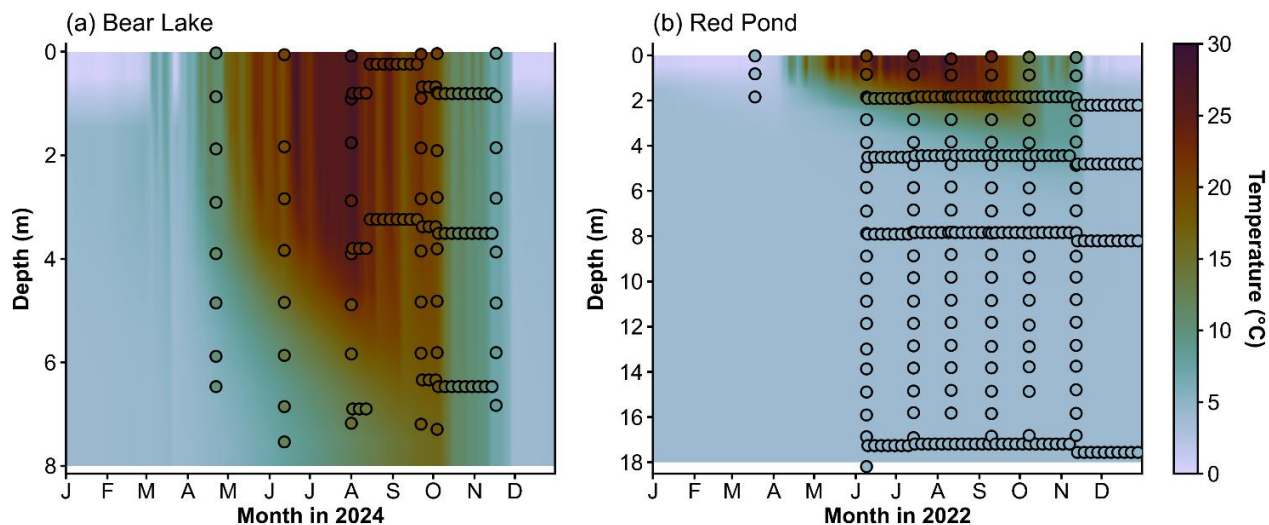 (a) Bear Lake
0
2
4
6
8
Depth (m)
J F M A M J J A S O N D
Month in 2024
(b) Red Pond
0
2
4
6
8
10
12
14
16
18
Depth (m)
J F M A M J J A S O N D
Month in 2022
30
25
20
15
10
5
0
Temperature (°C)